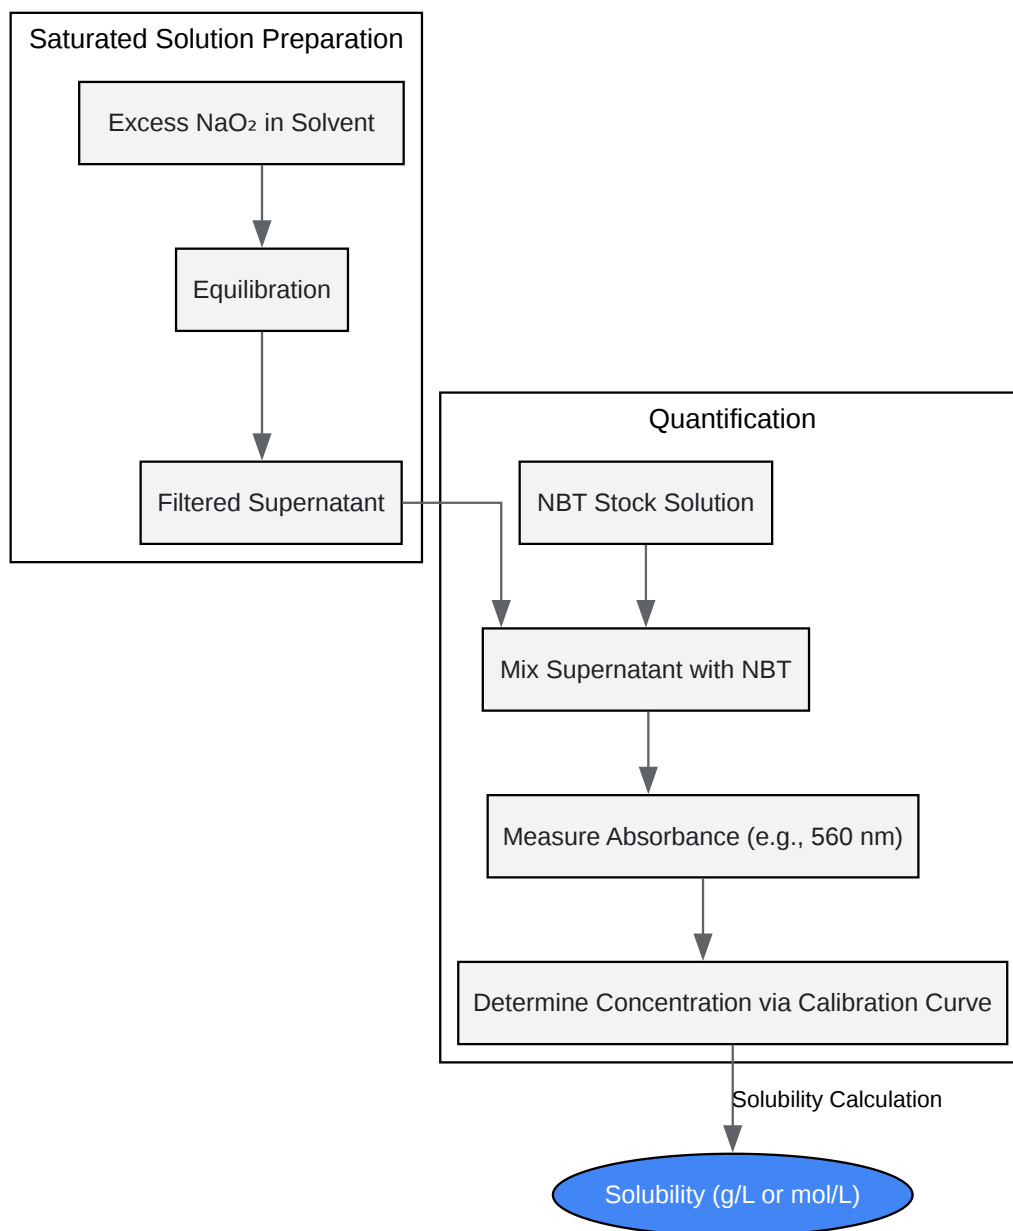 Saturated Solution Preparation
Excess NaO₂ in Solvent
Equilibration
Filtered Supernatant
Quantification
NBT Stock Solution
Mix Supernatant with NBT
Measure Absorbance (e.g., 560 nm)
Determine Concentration via Calibration Curve
Solubility Calculation
Solubility (g/L or mol/L)